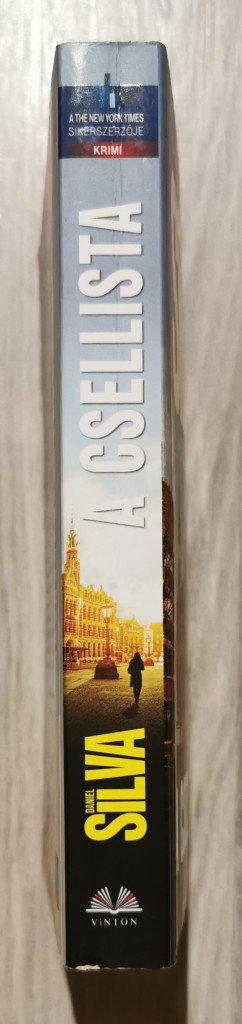 A THE NEW YORK TIMES
SIKERSZERZŐJE
KRIMI
A CSELLISTA
DANIEL
SILVA
ViNTON